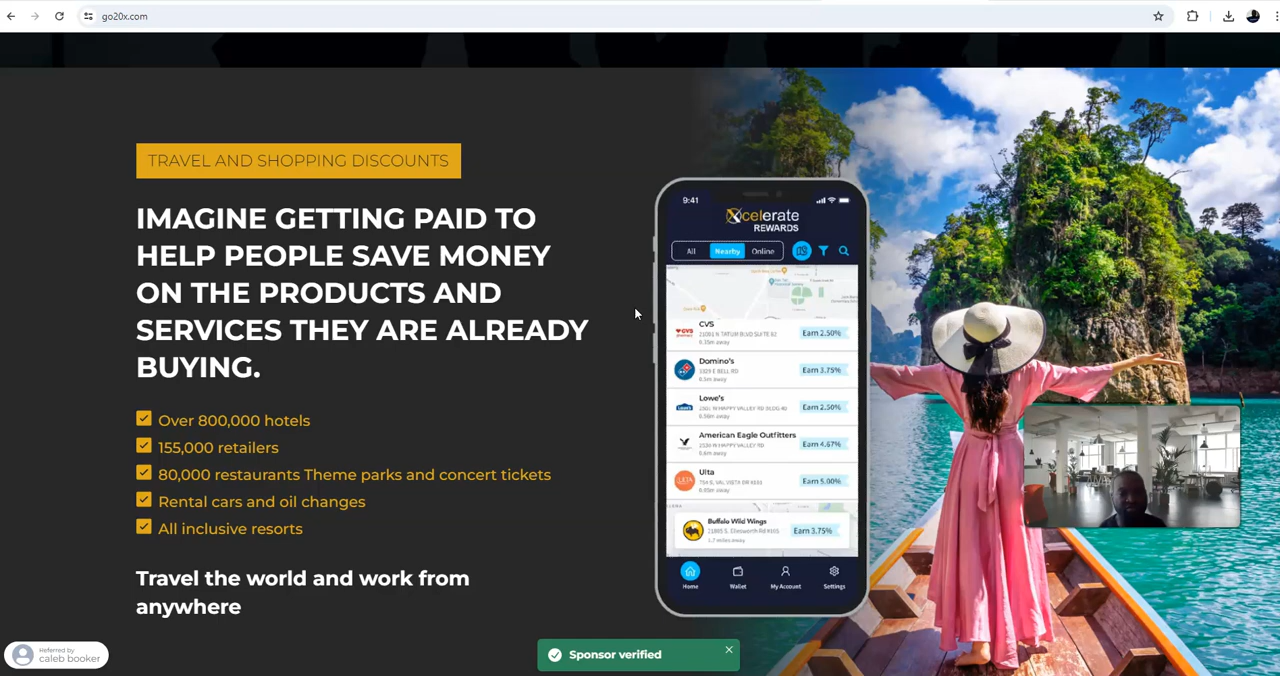 go20x.com
TRAVEL AND SHOPPING DISCOUNTS
IMAGINE GETTING PAID TO
HELP PEOPLE SAVE MONEY
ON THE PRODUCTS AND
SERVICES THEY ARE ALREADY
BUYING.
Over 800,000 hotels
155,000 retailers
80,000 restaurants Theme parks and concert tickets
Rental cars and oil changes
All inclusive resorts
Travel the world and work from
anywhere
9:41
Xcelerate
REWARDS
All Nearby Online
CVS
Earn 2.50%
Domino's
Earn 3.75%
Lowe's
Earn 2.50%
American Eagle Outfitters
Earn 4.67%
Ulta
Earn 5.00%
Buffalo Wild Wings
Earn 3.75%
1.7 miles away
Home Wallet My Account Settings
Referred by
caleb booker
Sponsor verified